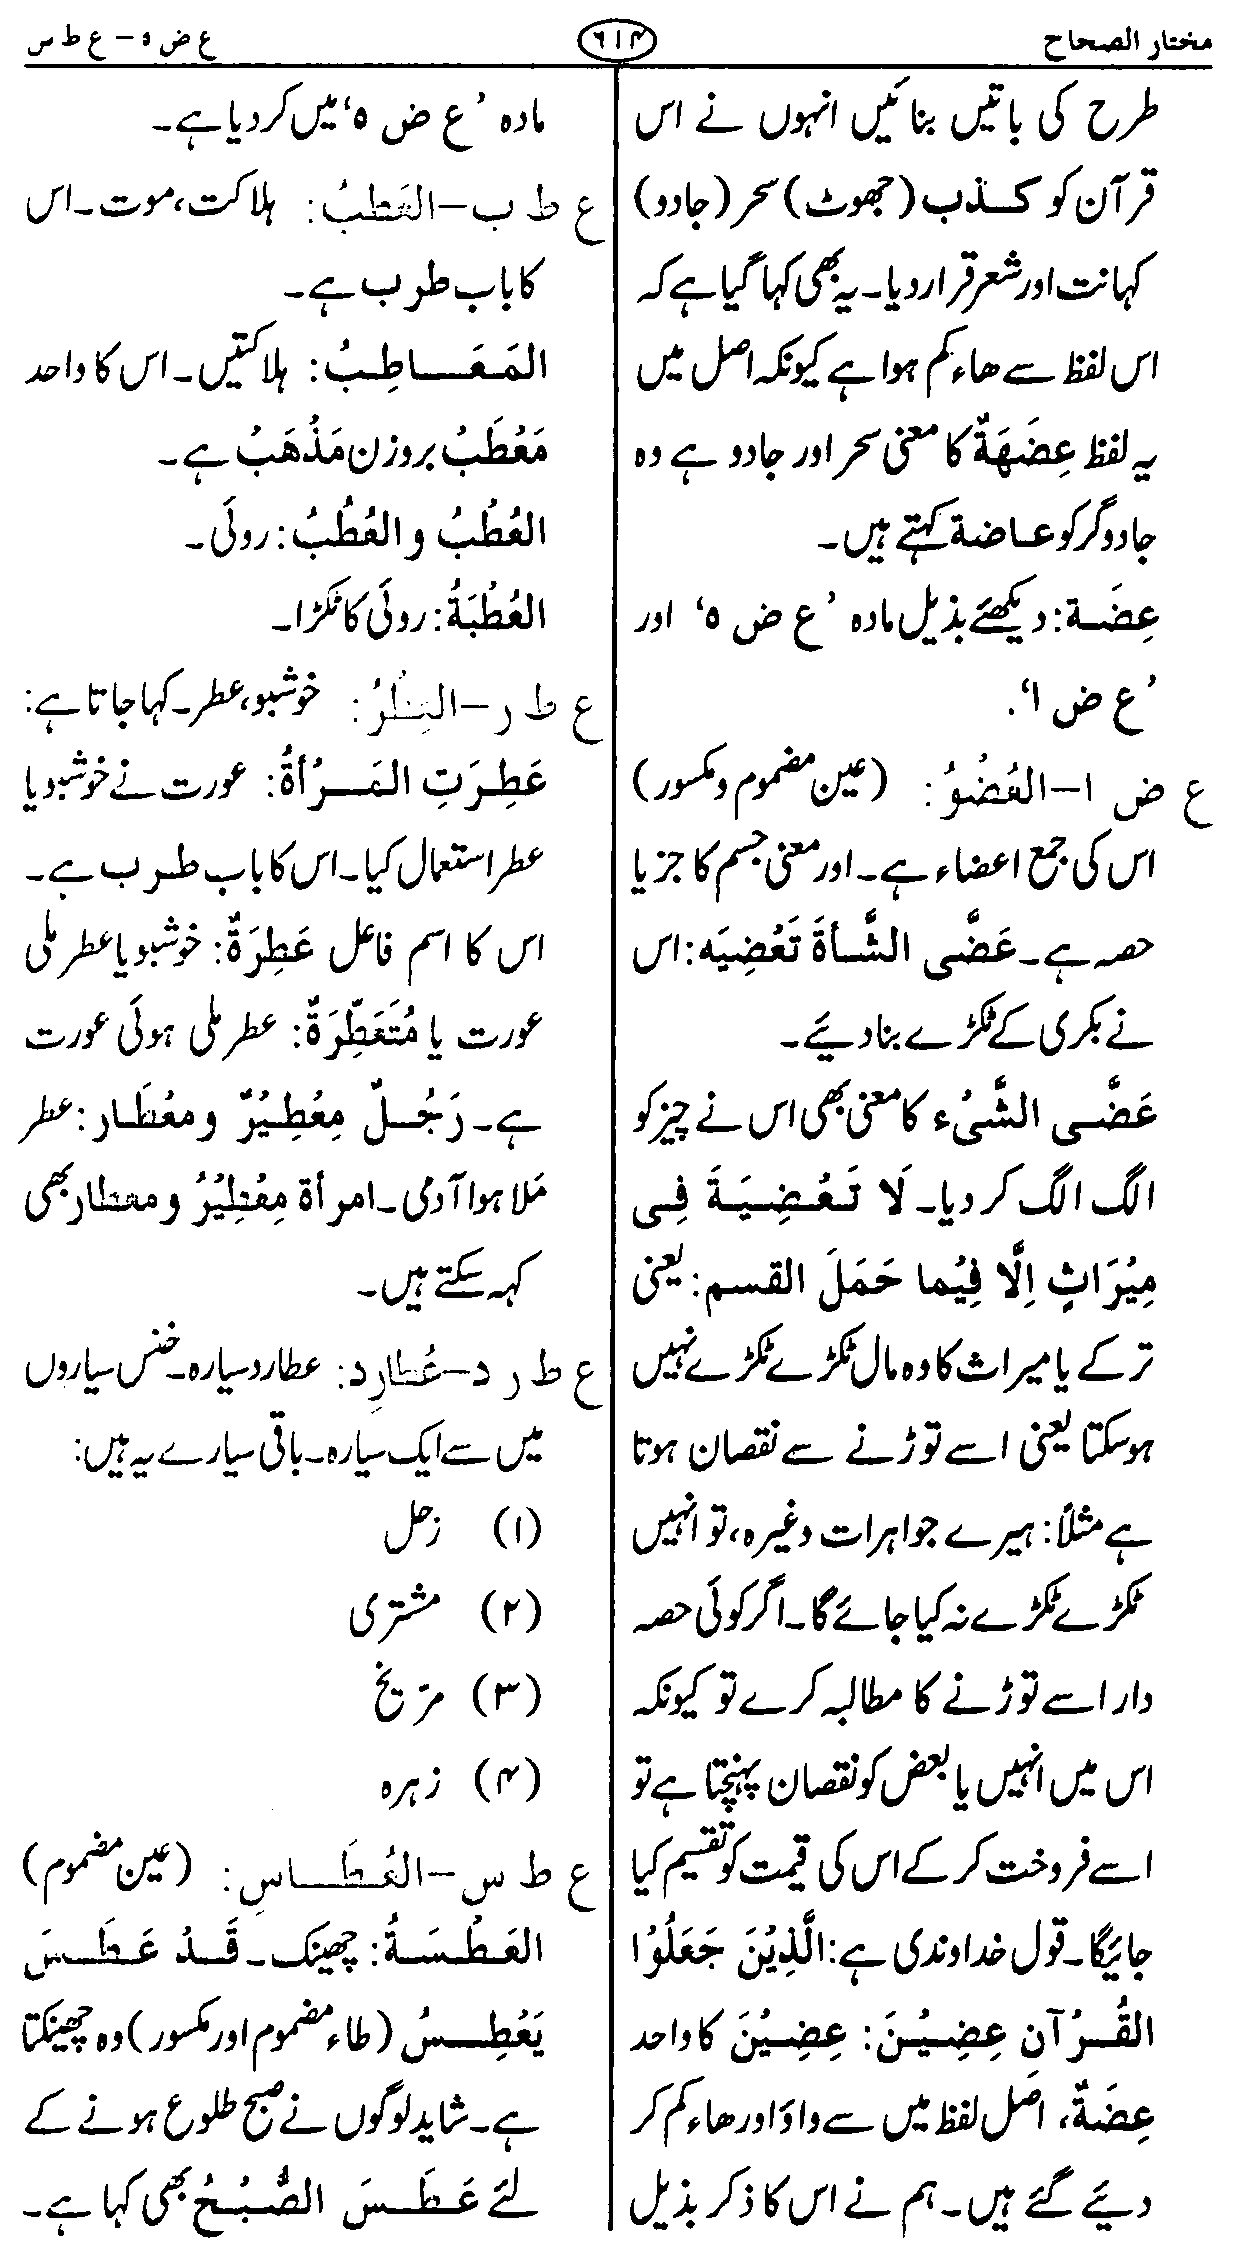 مختار الصحاح
٦١٤
ع ض ہ – ع ط س
طرح کی باتیں بنائیں انہوں نے اس
قرآن کو کذب (جھوٹ) سحر (جادو)
کہانت اور شعر قرار دیا۔ یہ بھی کہا گیا ہے کہ
اس لفظ سے ھاء کم ہوا ہے کیونکہ اصل میں
یہ لفظ عِضَهَةٌ کا معنی سحر اور جادو ہے وہ
جادوگر کو عاضۃ کہتے ہیں۔
عِضَة: دیکھئے بذیل مادہ ’ع ض ہ‘ اور
’ع ض ا‘.
ع ض ا–العُضْوُ: (عین مضموم و مکسور)
اس کی جمع اعضاء ہے۔ اور معنی جسم کا جز یا
حصہ ہے۔ عَضَّى الشَّأةَ تَعْضِيَه: اس
نے بکری کے ٹکڑے بنا دیے۔
عَضَّى الشَّىْء کا معنی بھی اس نے چیز کو
الگ الگ کر دیا۔ لَا تَعْضِيَةَ فِى
مِيْرَاثٍ اِلَّا فِيْما حَمَلَ القسم: یعنی
ترکے یا میراث کا وہ مال ٹکڑے ٹکڑے نہیں
ہو سکتا یعنی اسے توڑنے سے نقصان ہوتا
ہے مثلاً: ہیرے جواہرات وغیرہ، تو انہیں
ٹکڑے ٹکڑے نہ کیا جائے گا۔ اگر کوئی حصہ
دار اسے توڑنے کا مطالبہ کرے تو کیونکہ
اس میں انہیں یا بعض کو نقصان پہنچتا ہے تو
اسے فروخت کر کے اس کی قیمت کو تقسیم کیا
جائیگا۔ قول خداوندی ہے: الَّذِيْنَ جَعَلُوْا
القُرْآنِ عِضِيْنَ: عِضِيْنَ کا واحد
عِضَةٌ، اصل لفظ میں سے واؤ اور ھاء کم کر
دیے گئے ہیں۔ ہم نے اس کا ذکر بذیل
مادہ ’ع ض ہ‘ میں کر دیا ہے۔
ع ط ب–العَطَبُ: ہلاکت، موت۔ اس
کا باب طرب ہے۔
المَعَاطِبُ: ہلاکتیں۔ اس کا واحد
مَعْطَبُ بروزن مَذْهَبُ ہے۔
العُطْبُ و العُطُبُ: روئی۔
العُطْبَةُ: روئی کا ٹکڑا۔
ع ط ر–العِطْرُ: خوشبو، عطر۔ کہا جاتا ہے:
عَطِرَتِ المَرْأةُ: عورت نے خوشبو یا
عطر استعمال کیا۔ اس کا باب طرب ہے۔
اس کا اسم فاعل عَطِرَةٌ: خوشبو یا عطر ملی
عورت یا مُتَعَطِّرَةٌ: عطر ملی ہوئی عورت
ہے۔ رَجُلٌ مِعْطِيْرٌ و معْطَار: عطر
مَلا ہوا آدمی۔ امرأة مِعْطِيْرُ و معطار بھی
کہہ سکتے ہیں۔
ع ط ر د–عُطارِد: عطارد سیارہ۔ خنس سیاروں
میں سے ایک سیارہ۔ باقی سیارے یہ ہیں:
(۱) زحل
(۲) مشتری
(۳) مرّیخ
(۴) زہرہ
ع ط س–العُطَاسِ: (عین مضموم)
العَطْسَةُ: چھینک۔ قَدْ عَطَسَ
يَعْطِسُ (طاء مضموم اور مکسور) وہ چھینکتا
ہے۔ شاید لوگوں نے صبح طلوع ہونے کے
لئے عَطَسَ الصُّبْحُ بھی کہا ہے۔